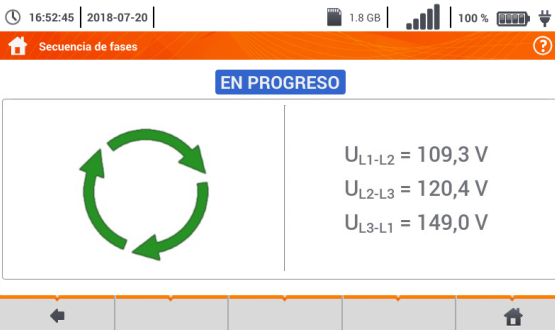 16:52:45 2018-07-20 1.8 GB 100 %
Secuencia de fases ?
EN PROGRESO
UL1-L2 = 109,3 V
UL2-L3 = 120,4 V
UL3-L1 = 149,0 V